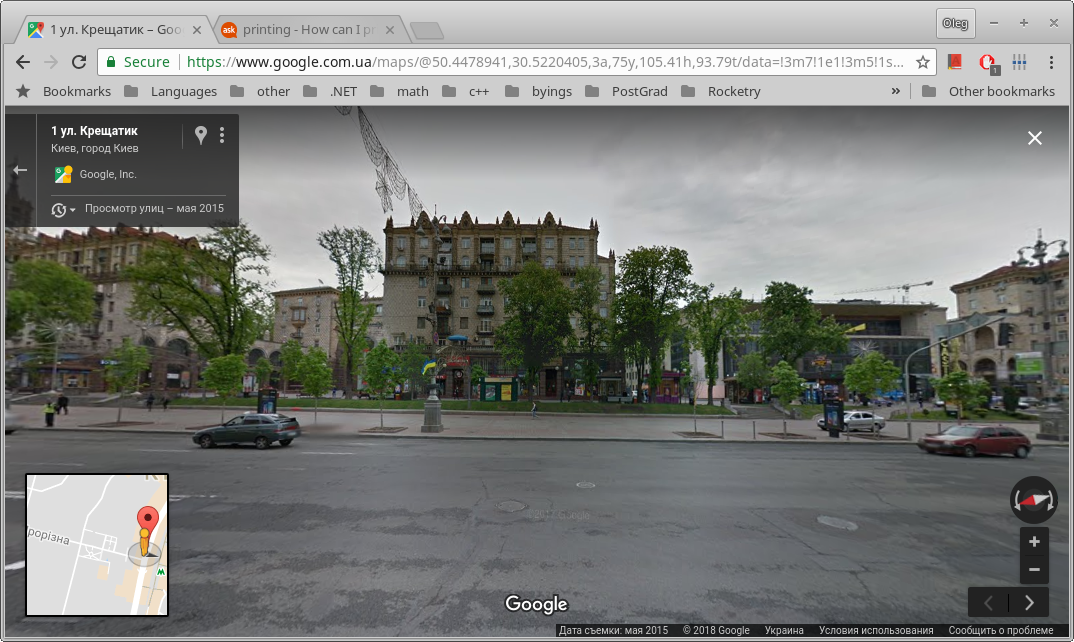 1 ул. Крещатик – Goo
ask
printing - How can I pr
Oleg
Secure
https://www.google.com.ua/maps/@50.4478941,30.5220405,3a,75y,105.41h,93.79t/data=!3m7!1e1!3m5!1s...
1
Bookmarks
Languages
other
.NET
math
c++
byings
PostGrad
Rocketry
»
Other bookmarks
1 ул. Крещатик
Киев, город Киев
Google, Inc.
Просмотр улиц – мая 2015
рорізна
М
Google
Дата съемки: мая 2015
© 2018 Google
Украина
Условия использования
Сообщить о проблеме